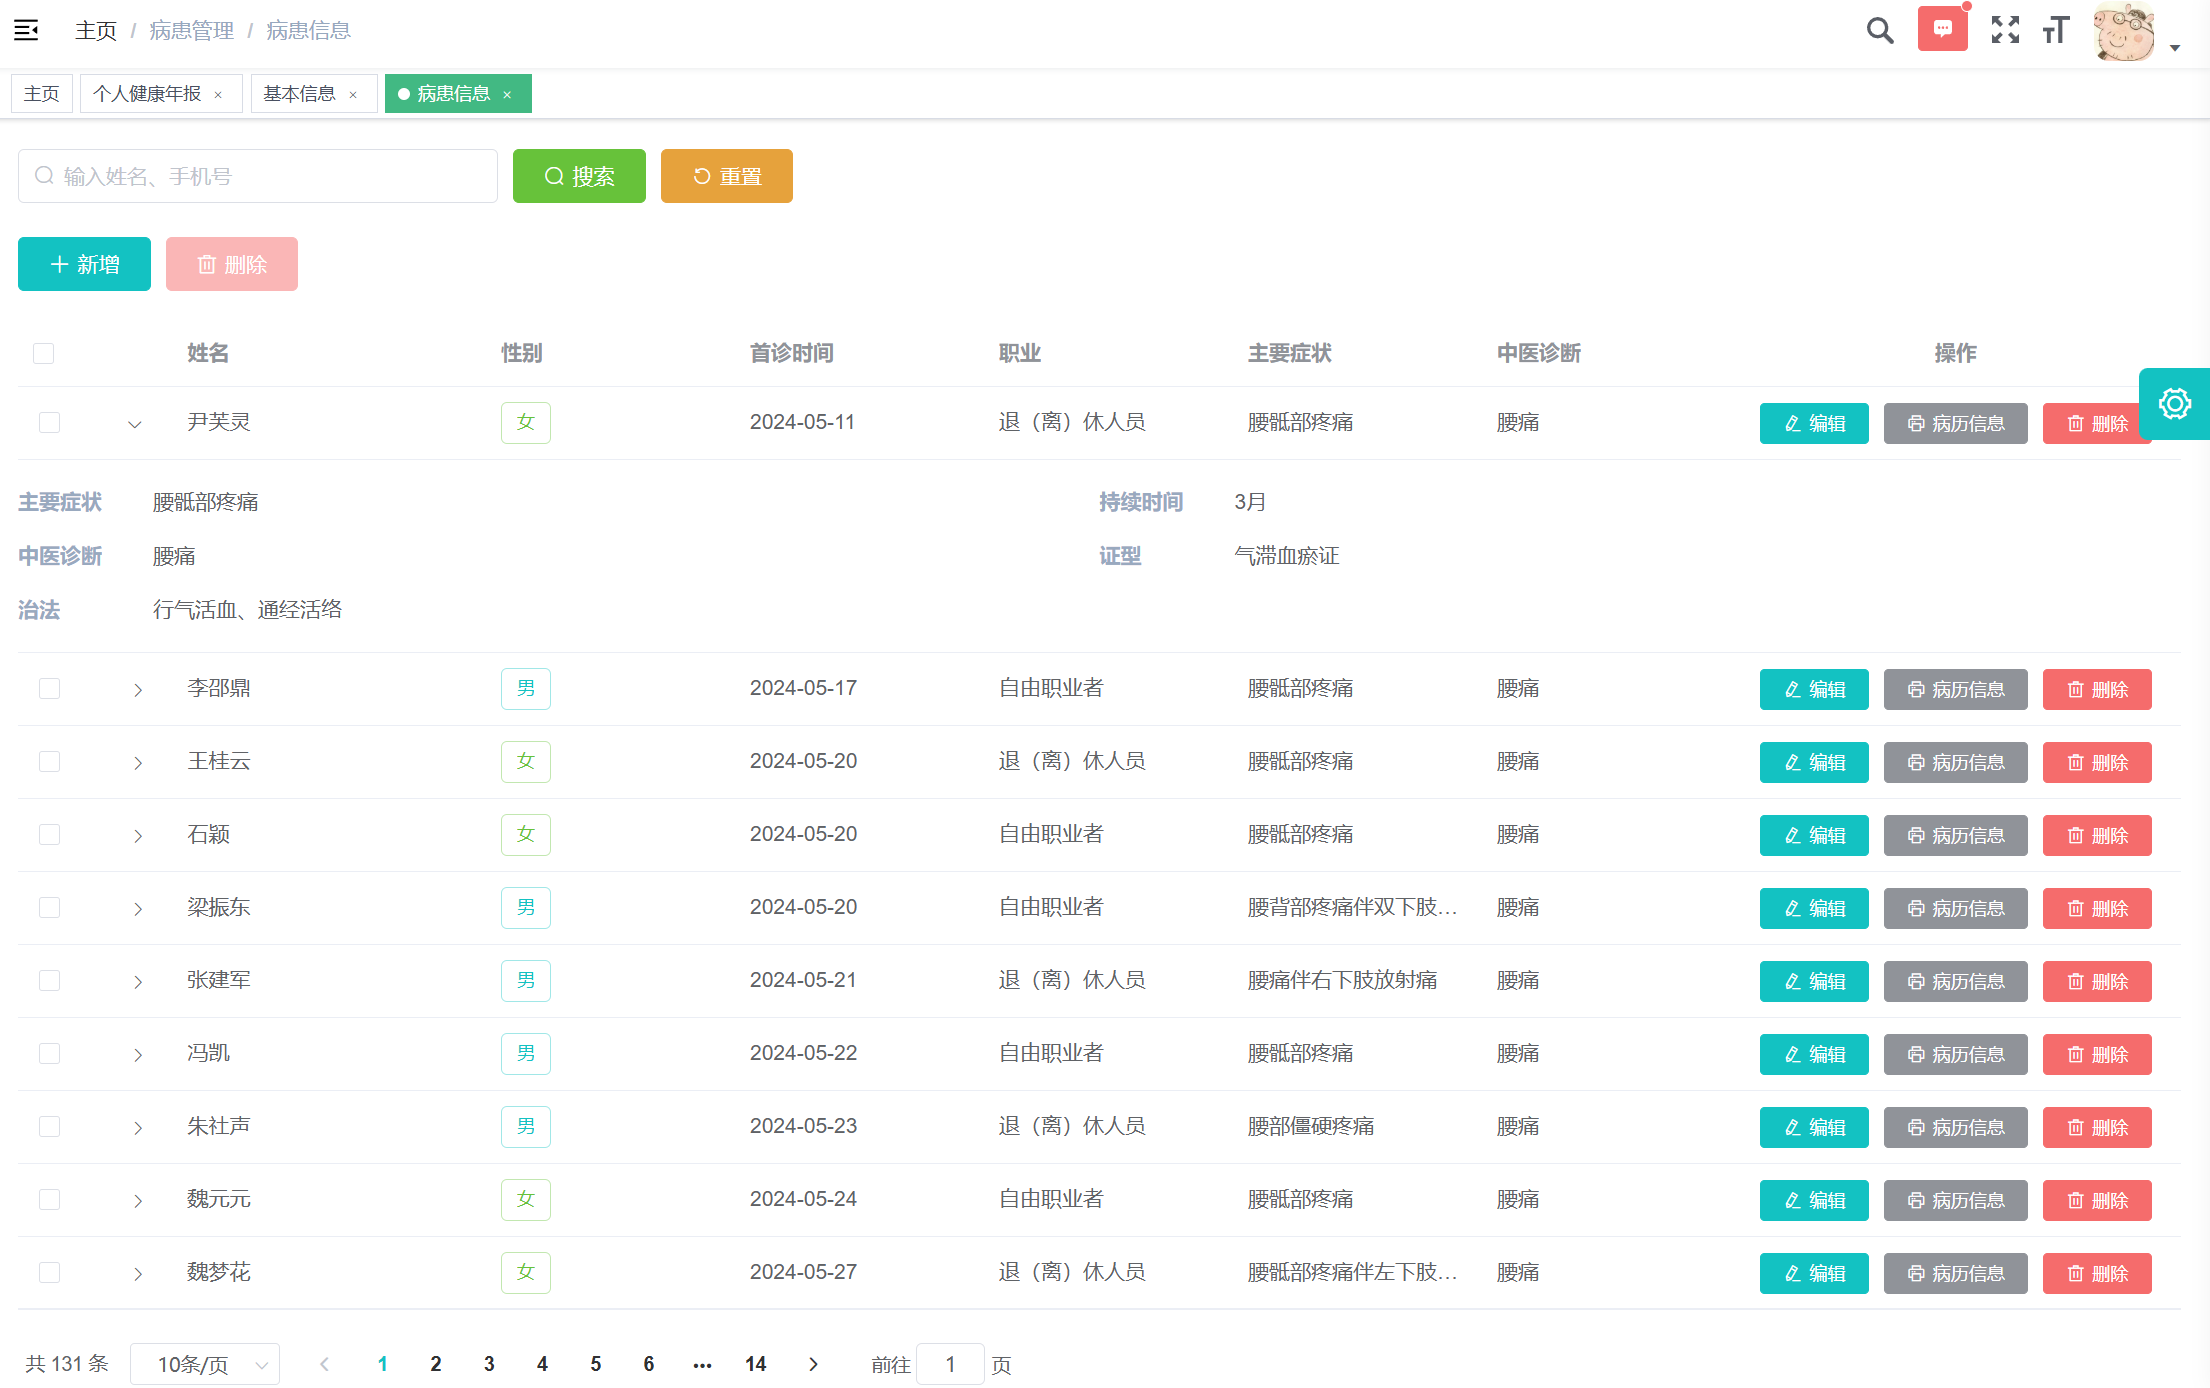 主页 / 病患管理 / 病患信息
主页 个人健康年报 × 基本信息 × 病患信息 ×
输入姓名、手机号 搜索 重置
新增 删除
姓名 性别 首诊时间 职业 主要症状 中医诊断 操作
尹芙灵 女 2024-05-11 退（离）休人员 腰骶部疼痛 腰痛 编辑 病历信息 删除
主要症状 腰骶部疼痛 持续时间 3月
中医诊断 腰痛 证型 气滞血瘀证
治法 行气活血、通经活络
李邵鼎 男 2024-05-17 自由职业者 腰骶部疼痛 腰痛 编辑 病历信息 删除
王桂云 女 2024-05-20 退（离）休人员 腰骶部疼痛 腰痛 编辑 病历信息 删除
石颖 女 2024-05-20 自由职业者 腰骶部疼痛 腰痛 编辑 病历信息 删除
梁振东 男 2024-05-20 自由职业者 腰背部疼痛伴双下肢... 腰痛 编辑 病历信息 删除
张建军 男 2024-05-21 退（离）休人员 腰痛伴右下肢放射痛 腰痛 编辑 病历信息 删除
冯凯 男 2024-05-22 自由职业者 腰骶部疼痛 腰痛 编辑 病历信息 删除
朱社声 男 2024-05-23 退（离）休人员 腰部僵硬疼痛 腰痛 编辑 病历信息 删除
魏元元 女 2024-05-24 自由职业者 腰骶部疼痛 腰痛 编辑 病历信息 删除
魏梦花 女 2024-05-27 退（离）休人员 腰骶部疼痛伴左下肢... 腰痛 编辑 病历信息 删除
共 131 条 10条/页 1 2 3 4 5 6 ... 14 前往 1 页